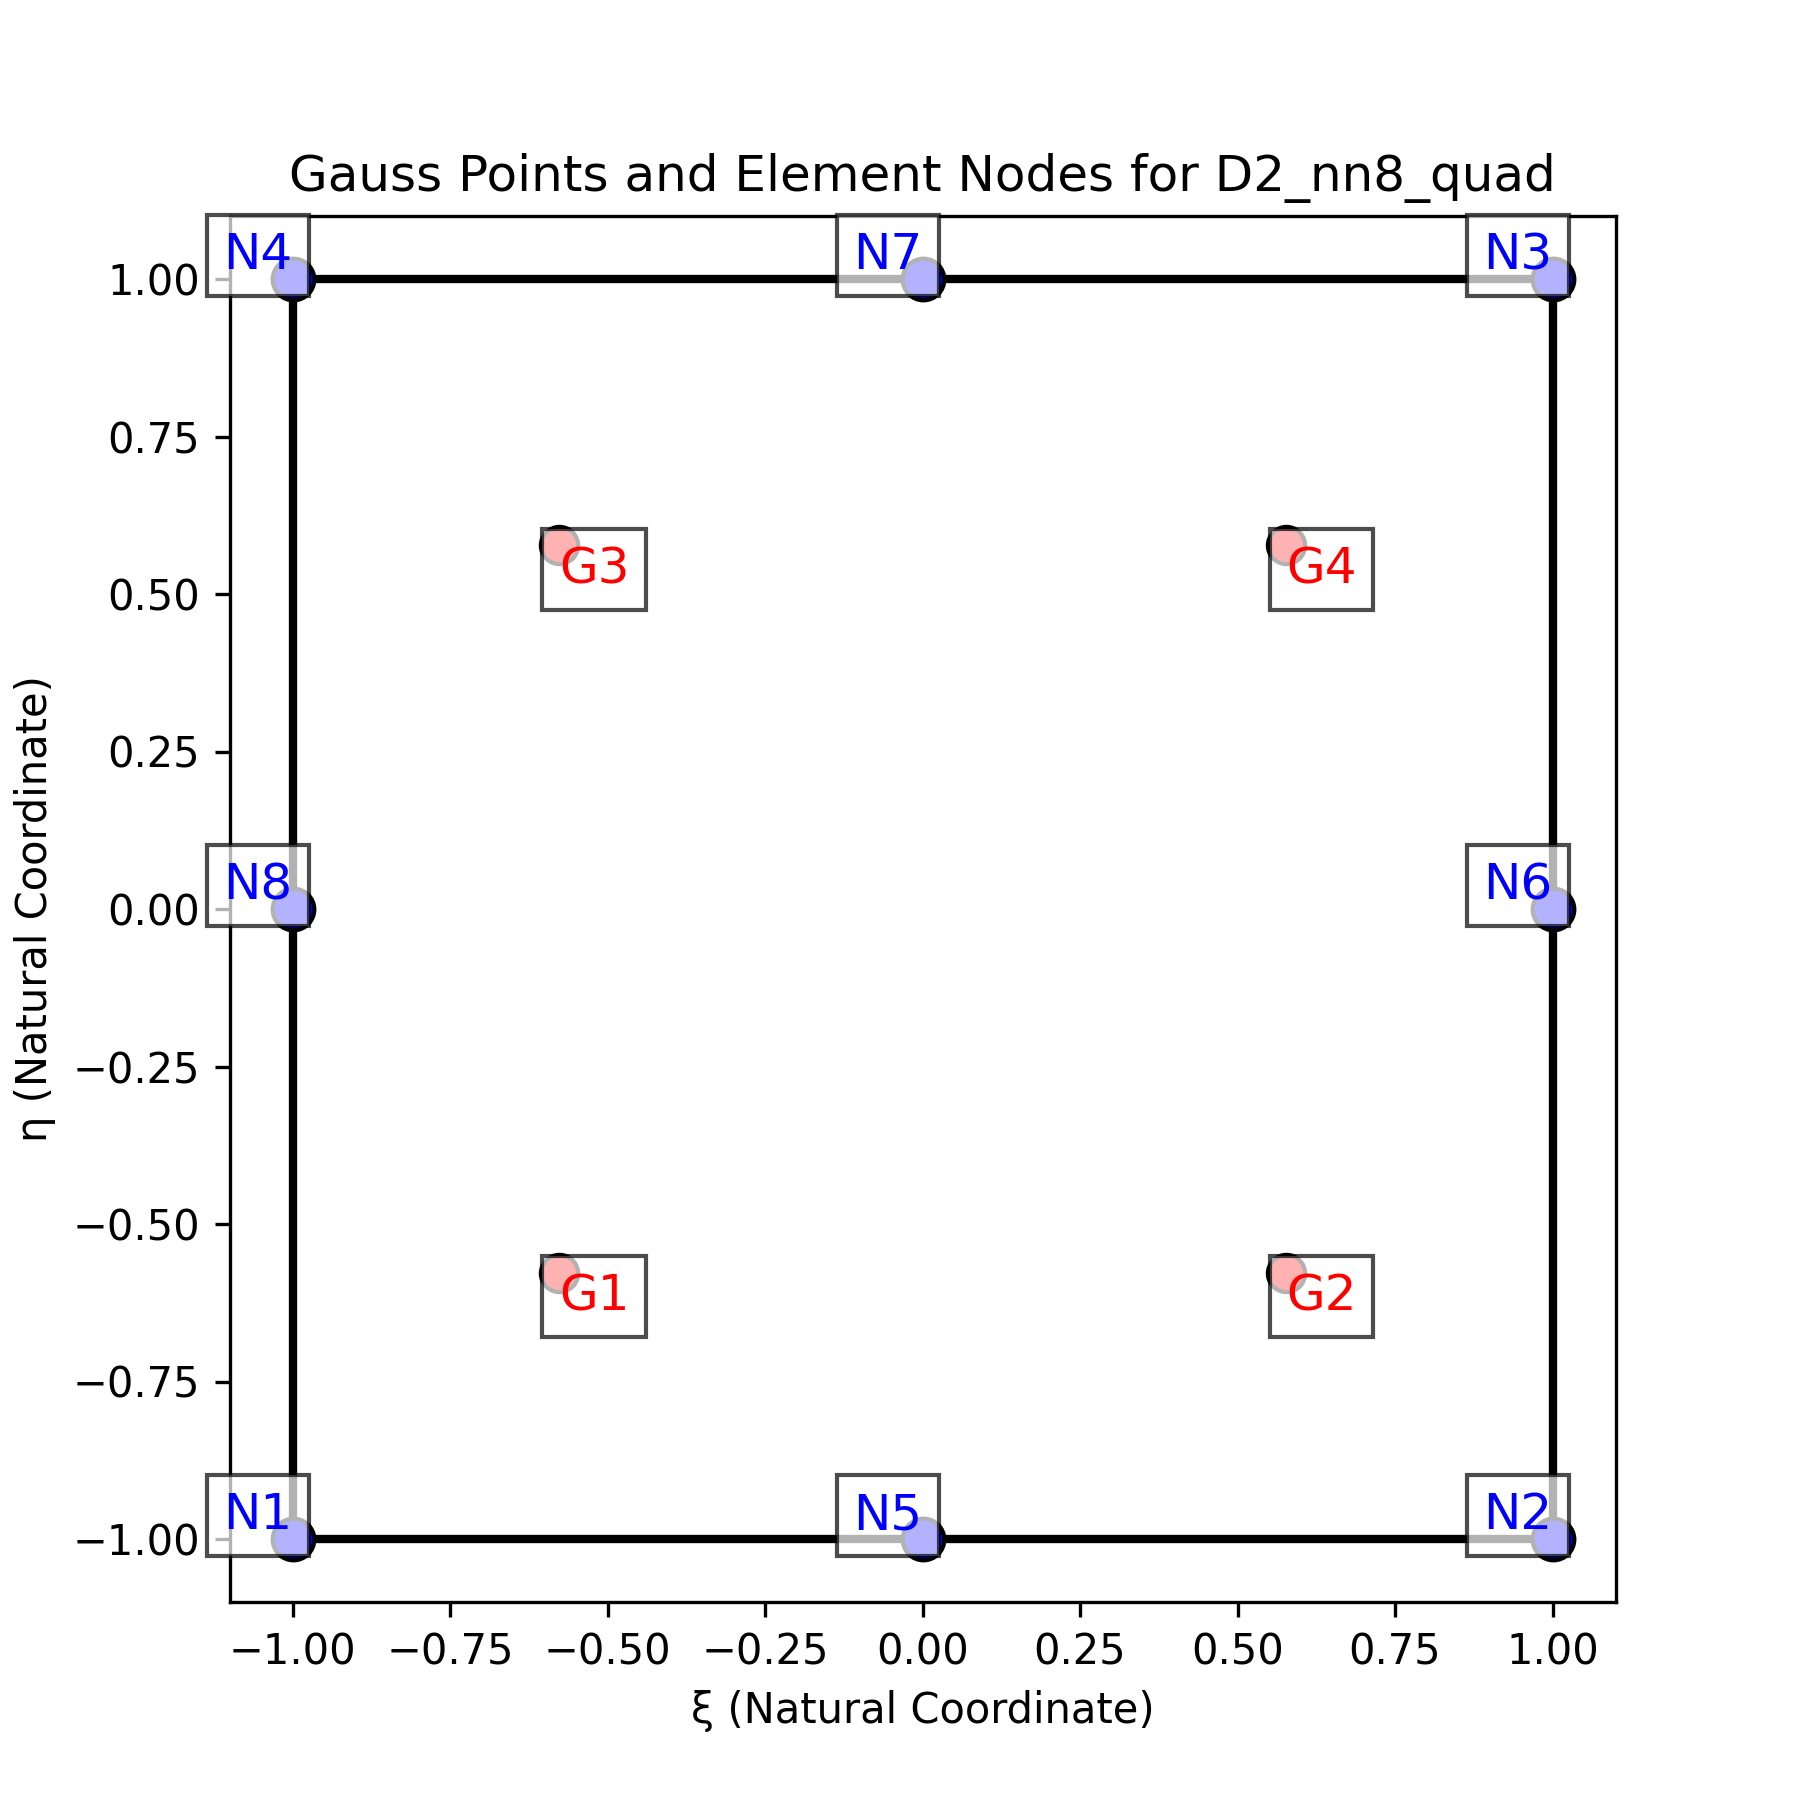 Gauss Points and Element Nodes for D2_nn8_quad
N4
N7
N3
1.00
0.75
G3
G4
0.50
0.25
N8
N6
0.00
−0.25
−0.50
G1
G2
−0.75
N1
N5
N2
−1.00
η (Natural Coordinate)
−1.00 −0.75 −0.50 −0.25 0.00 0.25 0.50 0.75 1.00
ξ (Natural Coordinate)